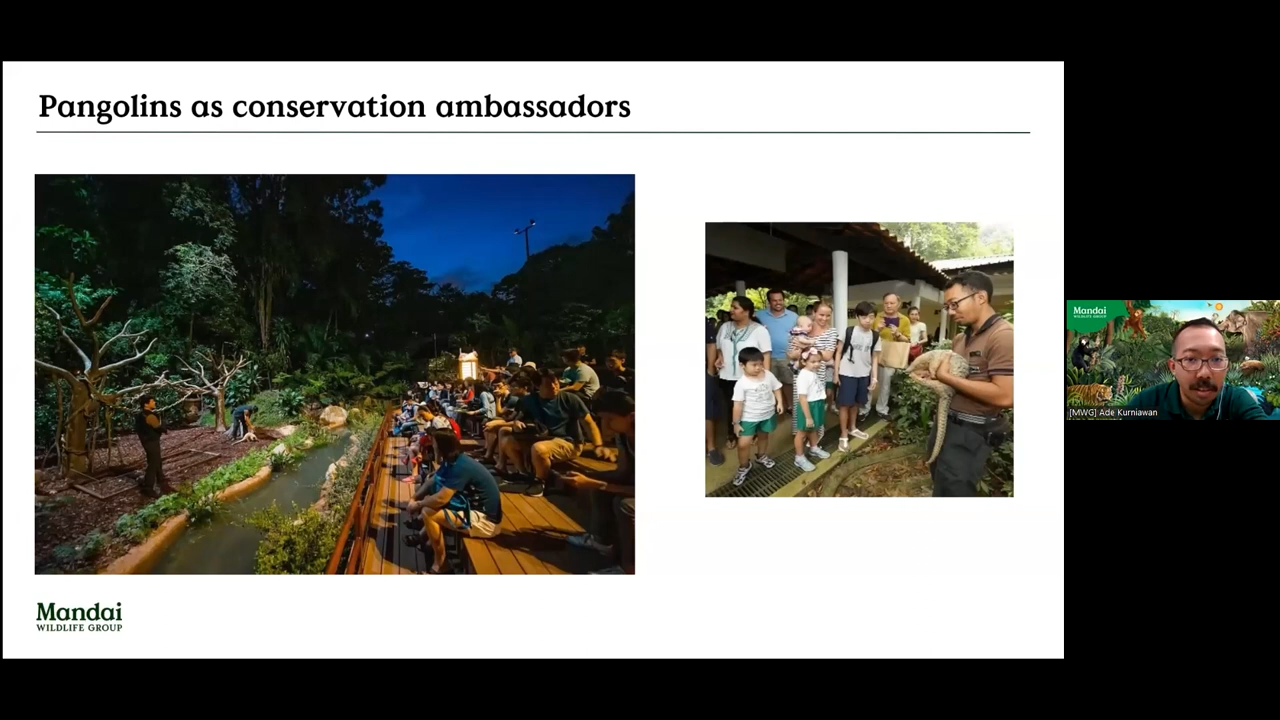 Pangolins as conservation ambassadors
Mandai
WILDLIFE GROUP
Mandai
WILDLIFE GROUP
[MWG] Ade Kurniawan